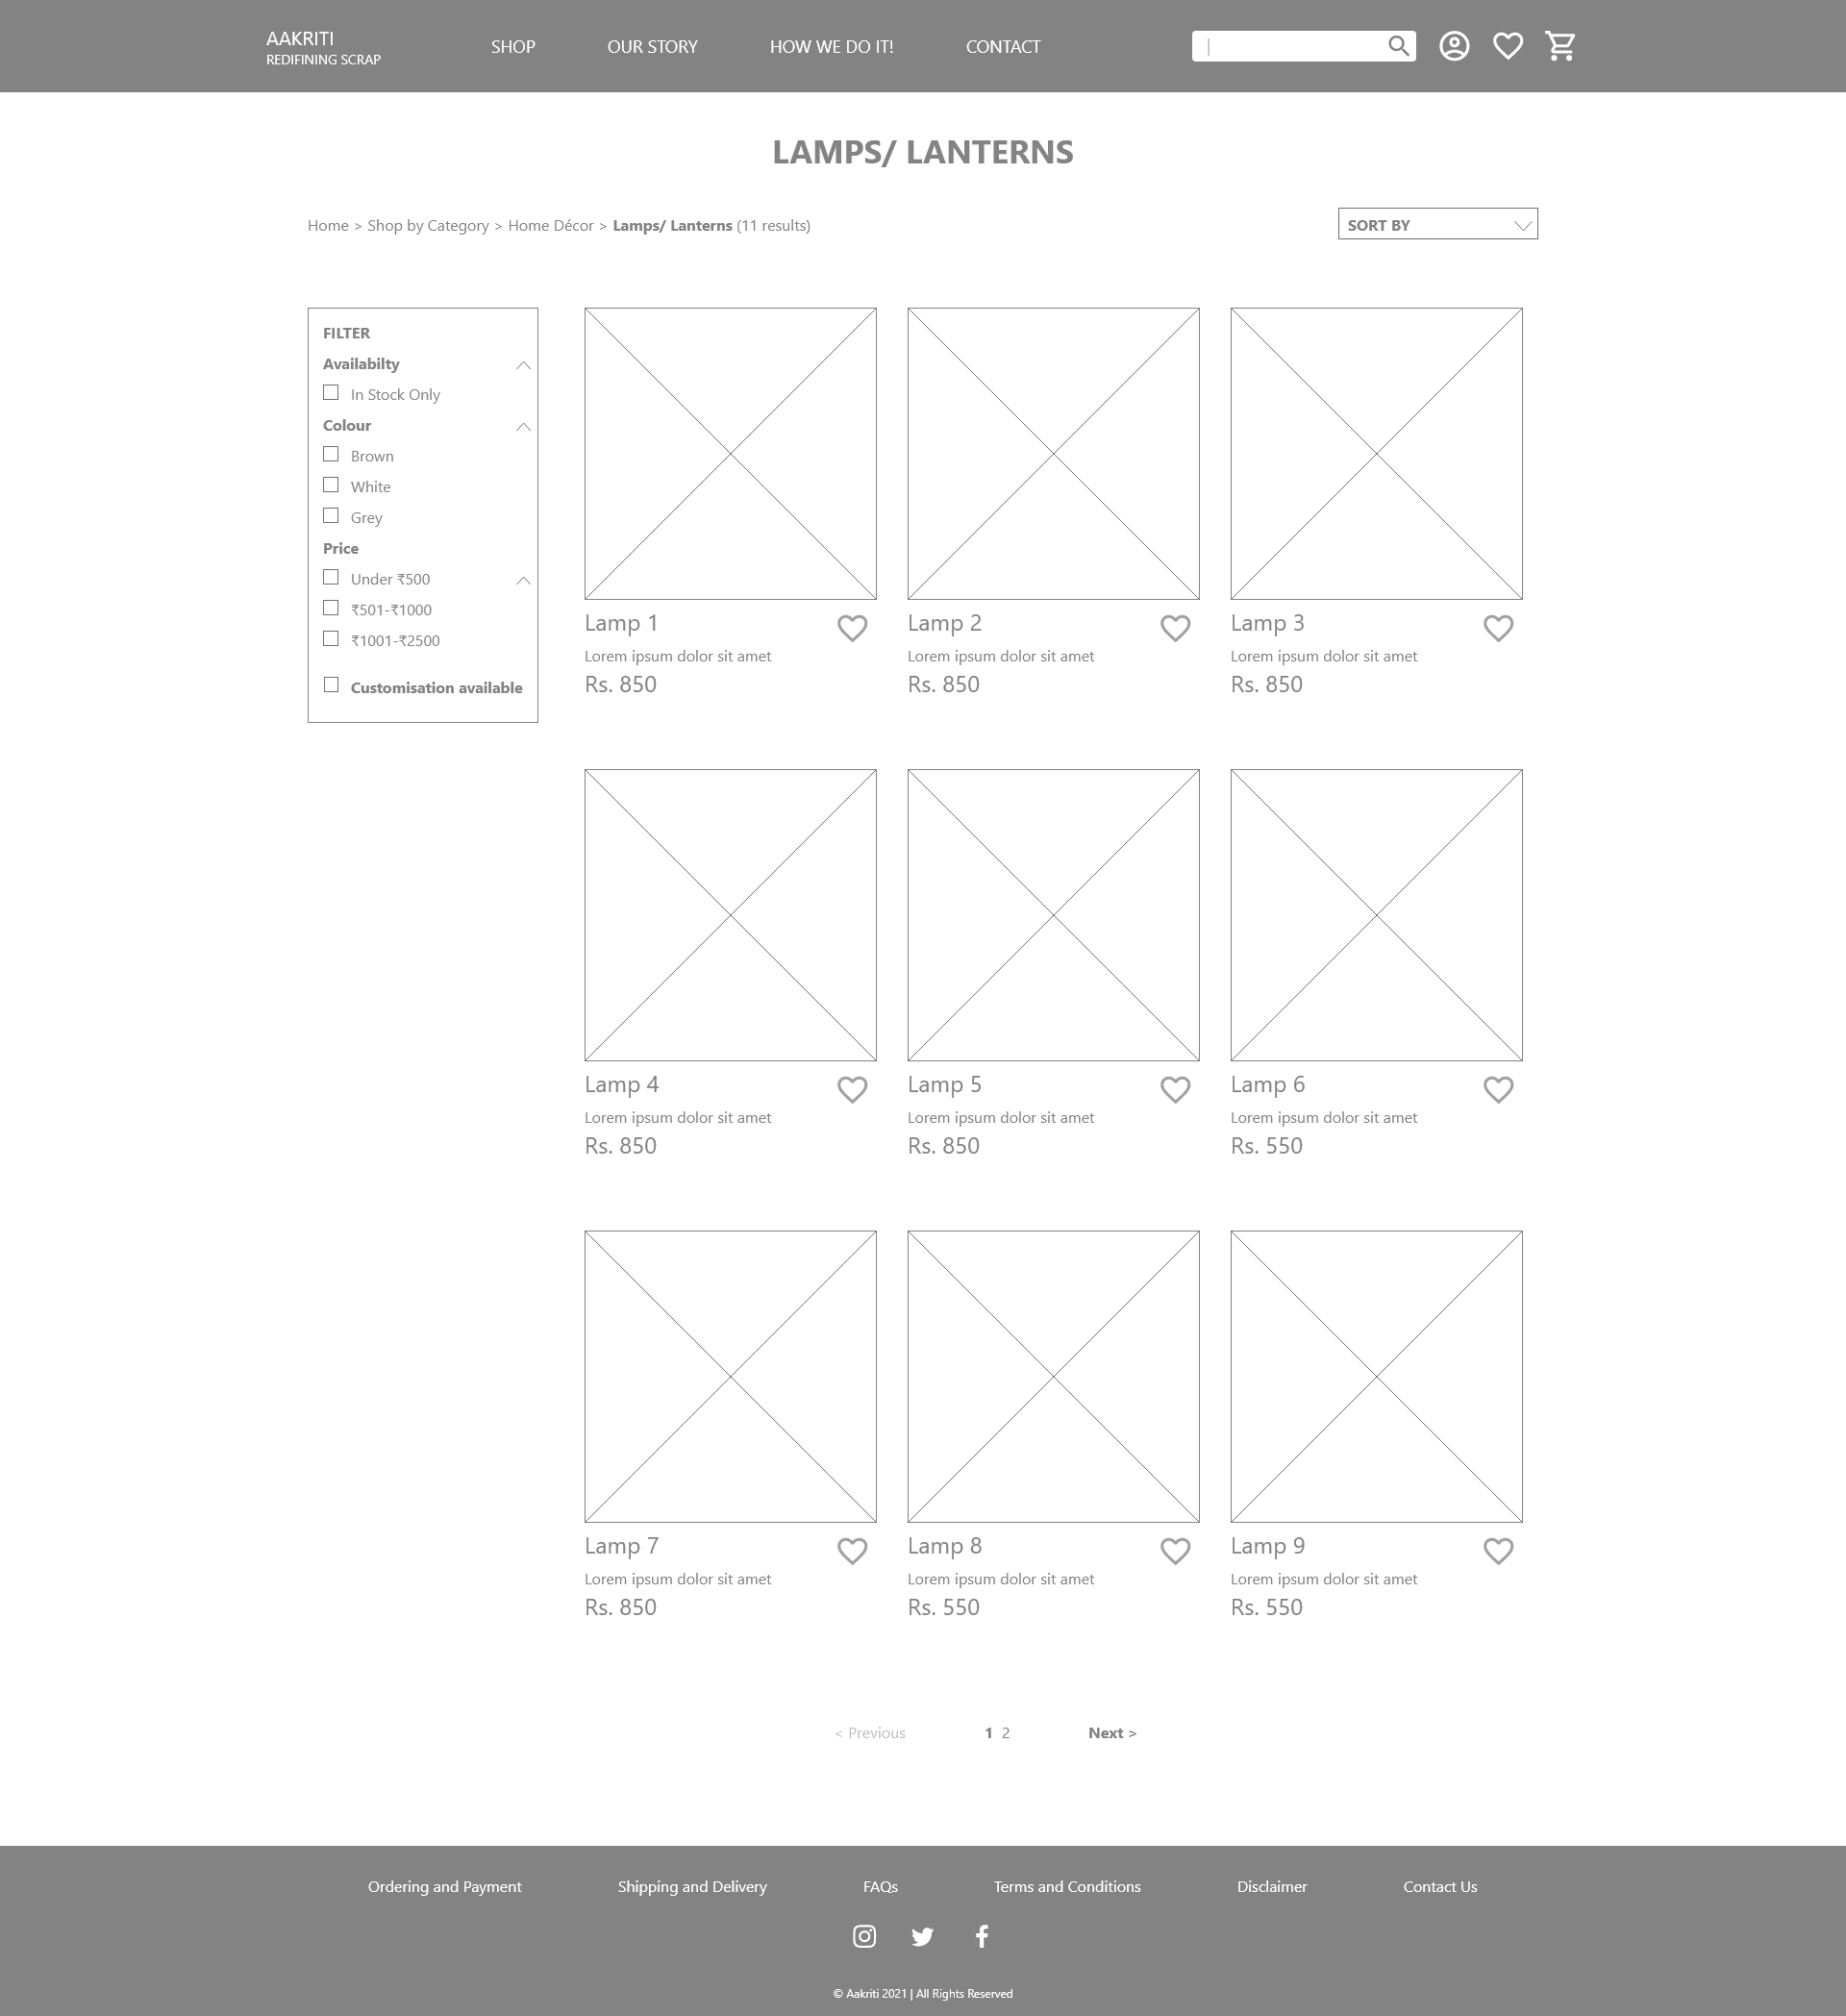 AAKRITI
REDIFINING SCRAP
SHOP
OUR STORY
HOW WE DO IT!
CONTACT
LAMPS/ LANTERNS
Home > Shop by Category > Home Décor > Lamps/ Lanterns (11 results)
SORT BY
FILTER
Availabilty
In Stock Only
Colour
Brown
White
Grey
Price
Under ₹500
₹501-₹1000
₹1001-₹2500
Customisation available
Lamp 1
Lorem ipsum dolor sit amet
Rs. 850
Lamp 2
Lorem ipsum dolor sit amet
Rs. 850
Lamp 3
Lorem ipsum dolor sit amet
Rs. 850
Lamp 4
Lorem ipsum dolor sit amet
Rs. 850
Lamp 5
Lorem ipsum dolor sit amet
Rs. 850
Lamp 6
Lorem ipsum dolor sit amet
Rs. 550
Lamp 7
Lorem ipsum dolor sit amet
Rs. 850
Lamp 8
Lorem ipsum dolor sit amet
Rs. 550
Lamp 9
Lorem ipsum dolor sit amet
Rs. 550
< Previous
1 2
Next >
Ordering and Payment
Shipping and Delivery
FAQs
Terms and Conditions
Disclaimer
Contact Us
© Aakriti 2021 | All Rights Reserved